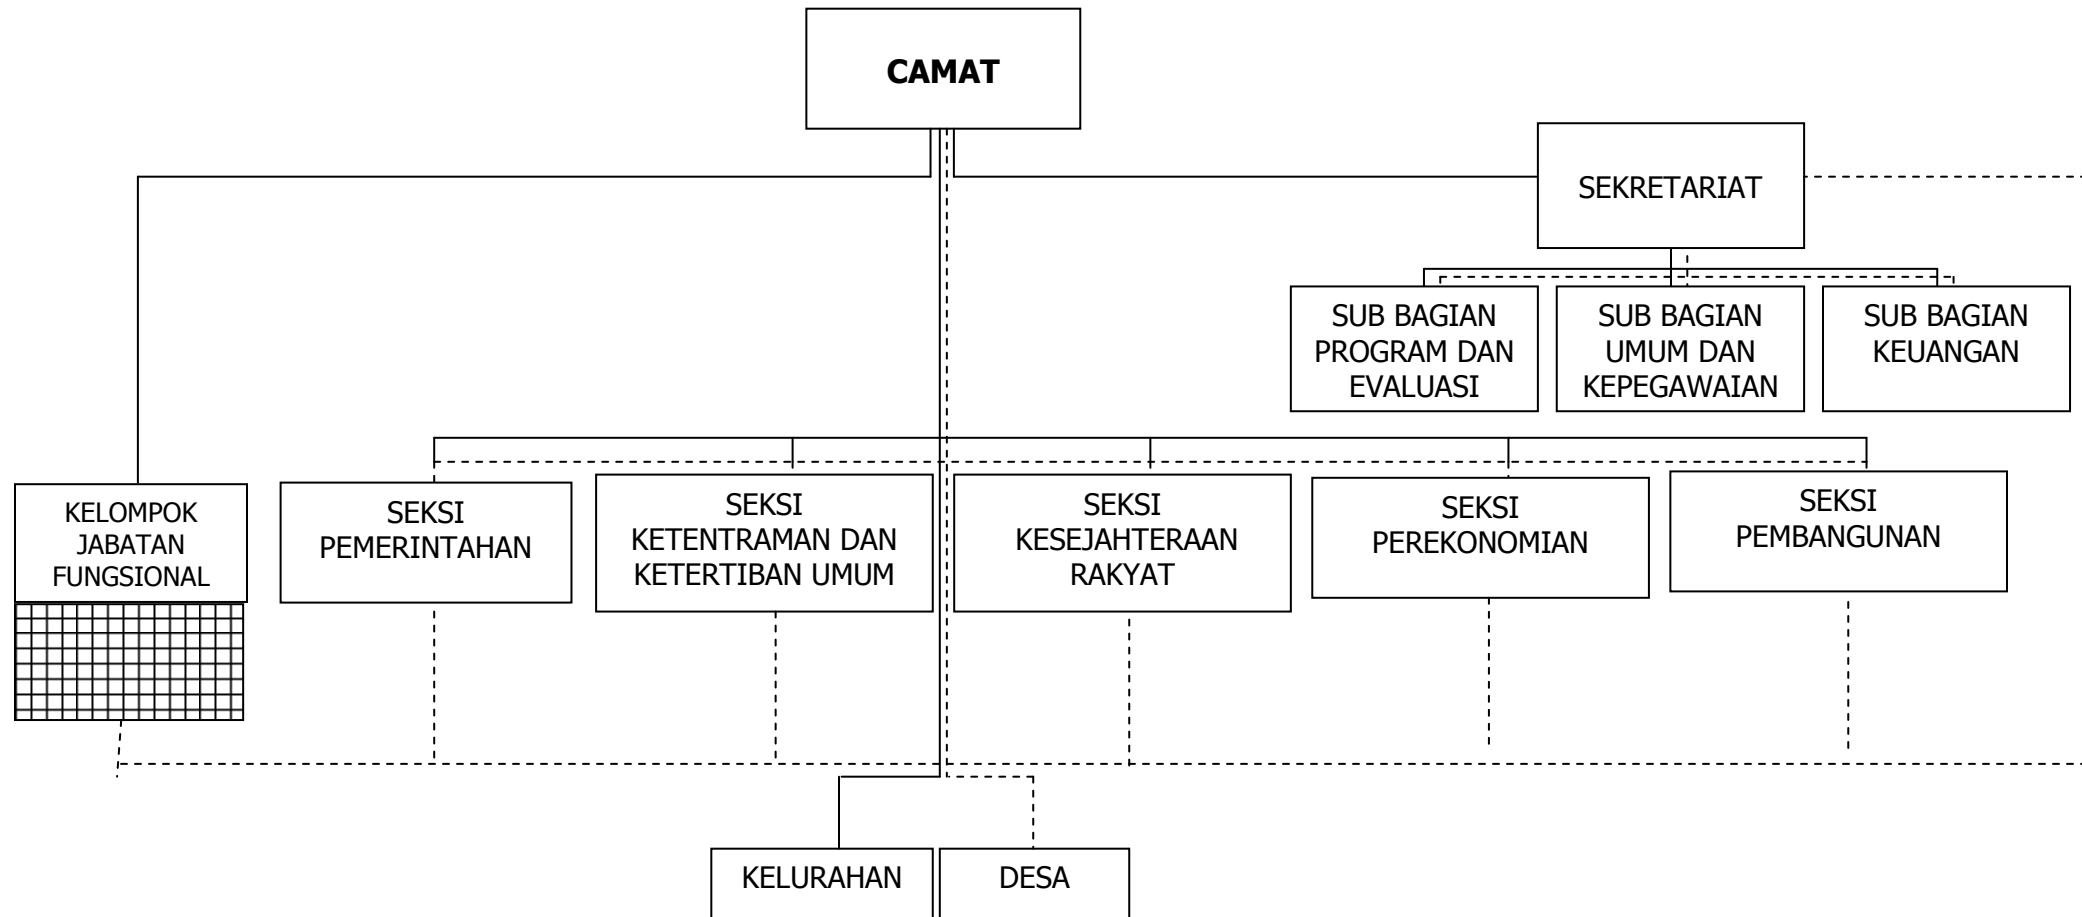 CAMAT
SEKRETARIAT
SUB BAGIAN
PROGRAM DAN
EVALUASI
SUB BAGIAN
UMUM DAN
KEPEGAWAIAN
SUB BAGIAN
KEUANGAN
KELOMPOK
JABATAN
FUNGSIONAL
SEKSI
PEMERINTAHAN
SEKSI
KETENTRAMAN DAN
KETERTIBAN UMUM
SEKSI
KESEJAHTERAAN
RAKYAT
SEKSI
PEREKONOMIAN
SEKSI
PEMBANGUNAN
KELURAHAN
DESA